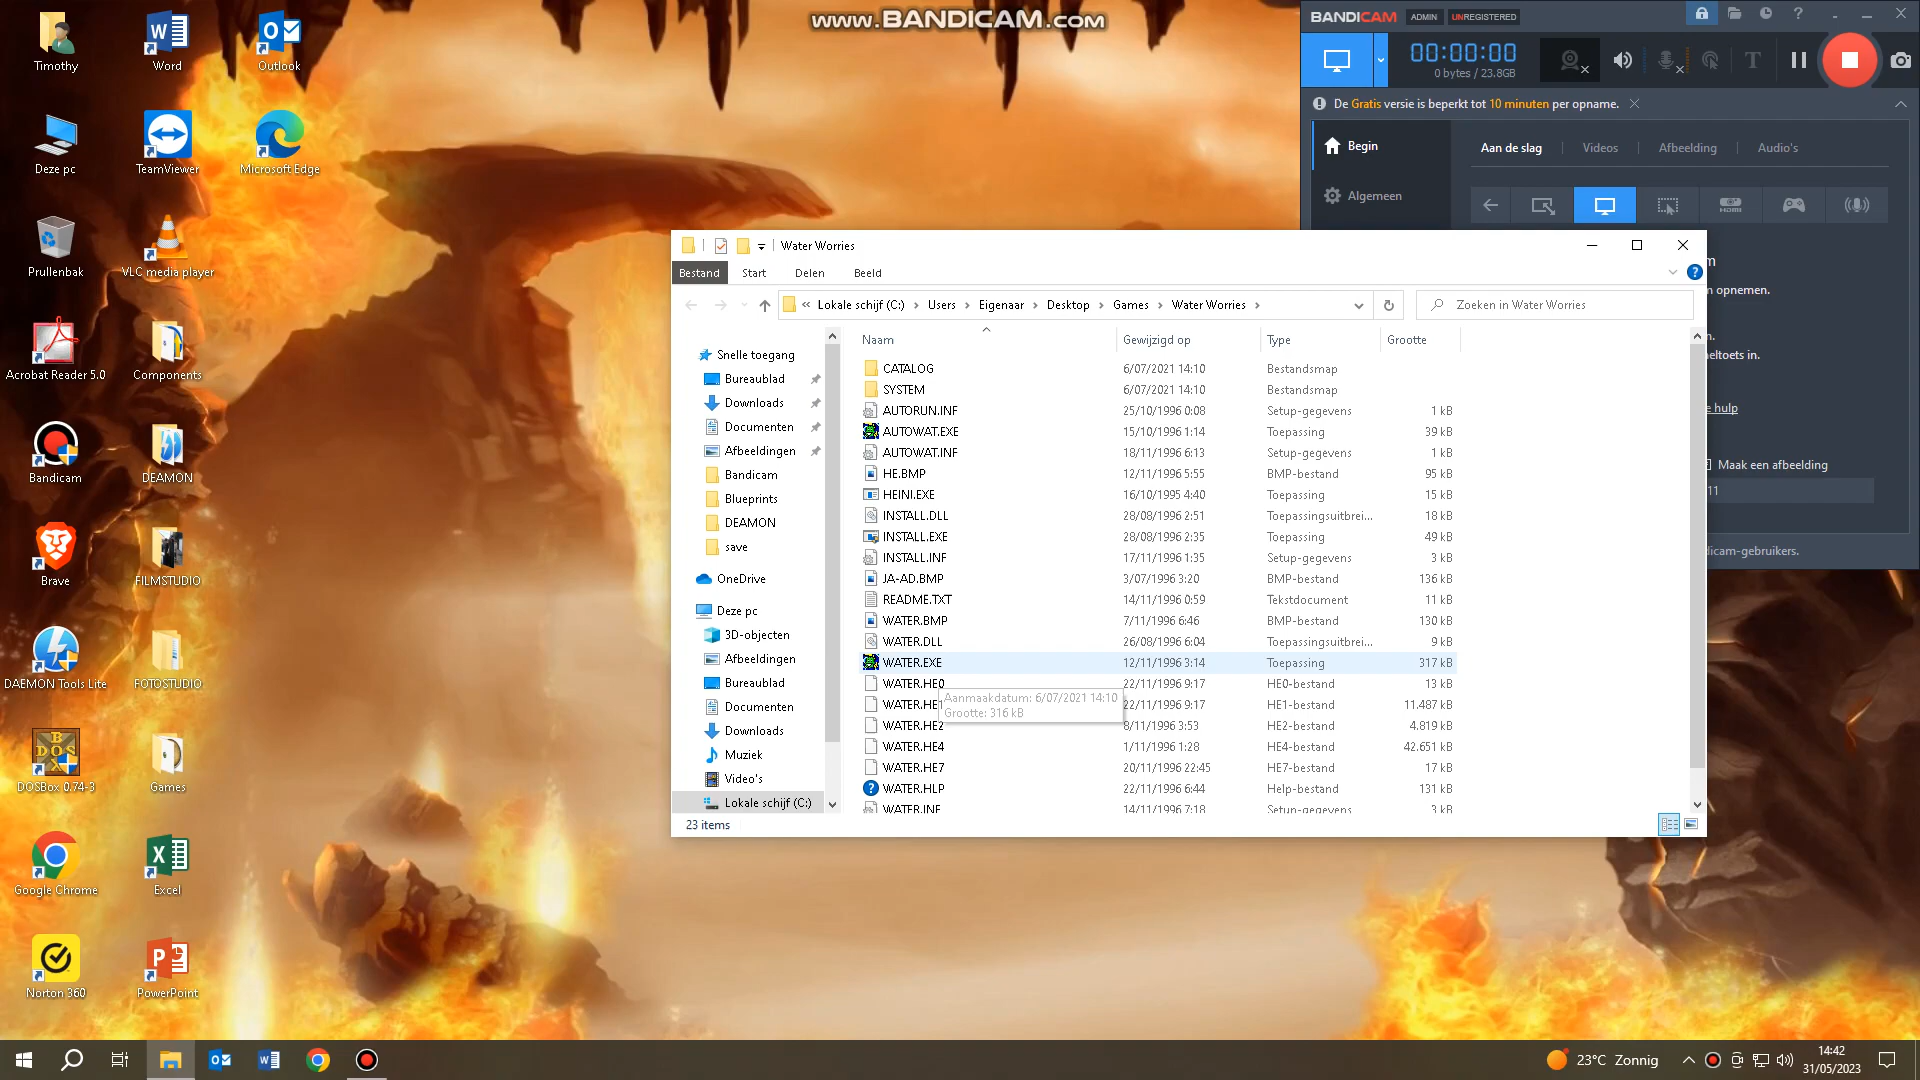 www.BANDICAM.com
Timothy
Word
Outlook
Deze pc
TeamViewer
Microsoft Edge
Prullenbak
VLC media player
Acrobat Reader 5.0
Components
Bandicam
DEAMON
Brave
FILMSTUDIO
DAEMON Tools Lite
FOTOSTUDIO
DOSBox 0.74-3
Games
Google Chrome
Excel
Norton 360
PowerPoint
BANDICAM ADMIN UNREGISTERED
00:00:00
0 bytes / 23.8GB
De Gratis versie is beperkt tot 10 minuten per opname.
Begin
Algemeen
Aan de slag Videos Afbeelding Audio's
HDMI
m
n opnemen.
n.
neltoets in.
e hulp
Maak een afbeelding
11
dicam-gebruikers.
Water Worries
Bestand Start Delen Beeld
« Lokale schijf (C:) › Users › Eigenaar › Desktop › Games › Water Worries ›
Zoeken in Water Worries
Snelle toegang
Bureaublad
Downloads
Documenten
Afbeeldingen
Bandicam
Blueprints
DEAMON
save
OneDrive
Deze pc
3D-objecten
Afbeeldingen
Bureaublad
Documenten
Downloads
Muziek
Video's
Lokale schijf (C:)
Naam Gewijzigd op Type Grootte
CATALOG 6/07/2021 14:10 Bestandsmap
SYSTEM 6/07/2021 14:10 Bestandsmap
AUTORUN.INF 25/10/1996 0:08 Setup-gegevens 1 kB
AUTOWAT.EXE 15/10/1996 1:14 Toepassing 39 kB
AUTOWAT.INF 18/11/1996 6:13 Setup-gegevens 1 kB
HE.BMP 12/11/1996 5:55 BMP-bestand 95 kB
HEINI.EXE 16/10/1995 4:40 Toepassing 15 kB
INSTALL.DLL 28/08/1996 2:51 Toepassingsuitbrei... 18 kB
INSTALL.EXE 28/08/1996 2:35 Toepassing 49 kB
INSTALL.INF 17/11/1996 1:35 Setup-gegevens 3 kB
JA-AD.BMP 3/07/1996 3:20 BMP-bestand 136 kB
README.TXT 14/11/1996 0:59 Tekstdocument 11 kB
WATER.BMP 7/11/1996 6:46 BMP-bestand 130 kB
WATER.DLL 26/08/1996 6:04 Toepassingsuitbrei... 9 kB
WATER.EXE 12/11/1996 3:14 Toepassing 317 kB
WATER.HE0 22/11/1996 9:17 HE0-bestand 13 kB
WATER.HE1 22/11/1996 9:17 HE1-bestand 11.487 kB
WATER.HE2 8/11/1996 3:53 HE2-bestand 4.819 kB
WATER.HE4 1/11/1996 1:28 HE4-bestand 42.651 kB
WATER.HE7 20/11/1996 22:45 HE7-bestand 17 kB
WATER.HLP 22/11/1996 6:44 Help-bestand 131 kB
WATER.INF 14/11/1996 7:18 Setup-gegevens 3 kB
Aanmaakdatum: 6/07/2021 14:10
Grootte: 316 kB
23 items
23°C Zonnig
14:42
31/05/2023